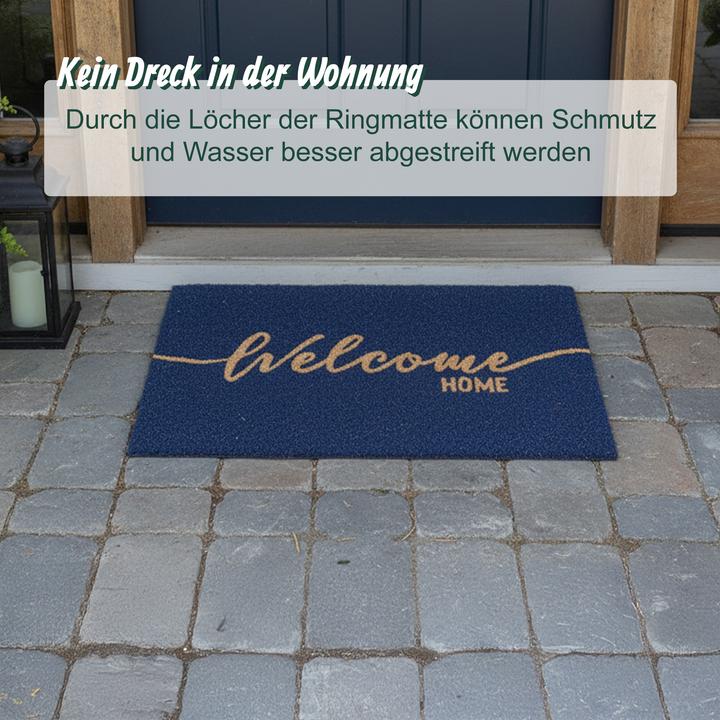 Kein Dreck in der Wohnung
Durch die Löcher der Ringmatte können Schmutz
und Wasser besser abgestreift werden
Welcome
HOME